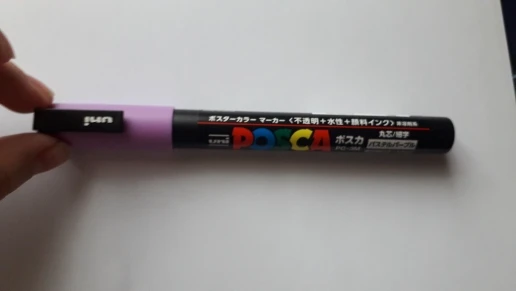 uni
ポスターカラー マーカー〈不透明+水性+顔料インク〉
uni POSCA ポスカ 丸芯/細字
PC-3M パステルパープル